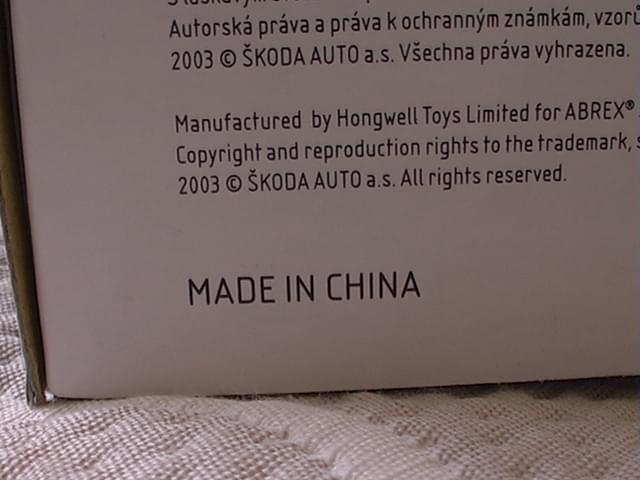 Autorská práva a práva k ochranným známkám,
2003 © ŠKODA AUTO a.s. Všechna práva vyhrazena.
Manufactured by Hongwell Toys Limited for ABREX®
Copyright and reproduction rights to the trademark,
2003 © ŠKODA AUTO a.s. All rights reserved.
MADE IN CHINA